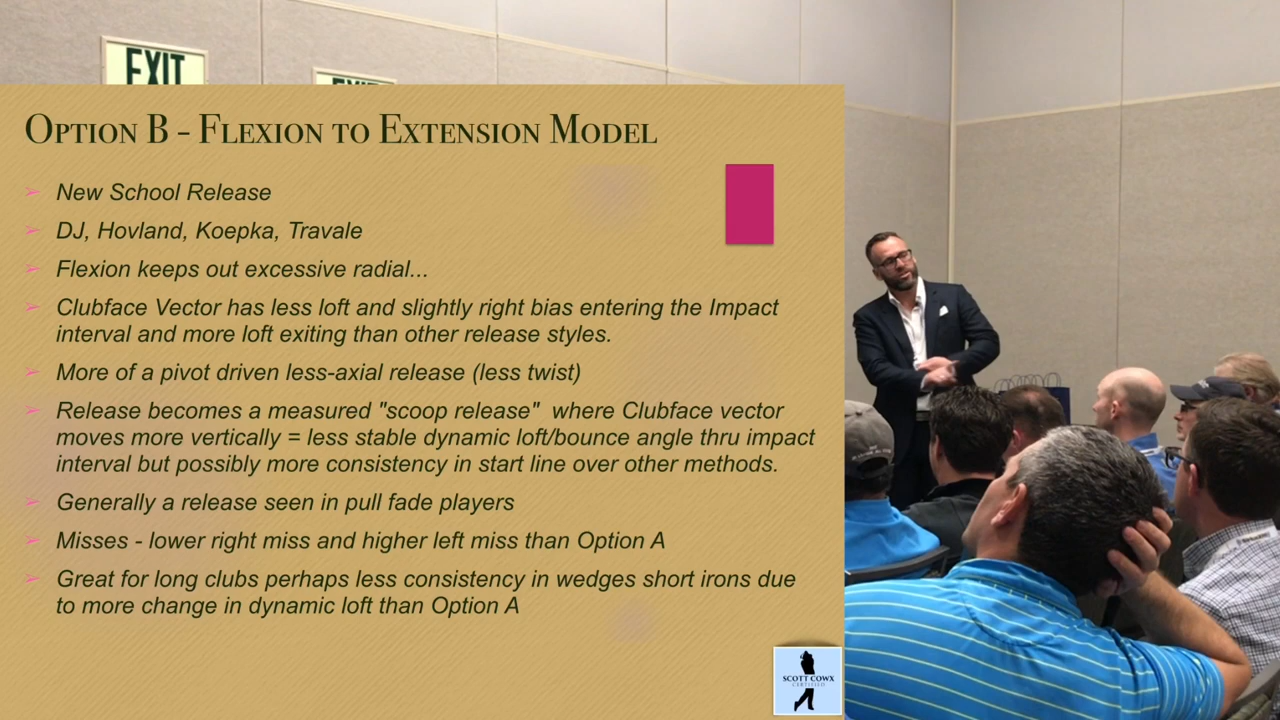 EXIT
EXIT
OPTION B - FLEXION TO EXTENSION MODEL
➢ New School Release
➢ DJ, Hovland, Koepka, Travale
➢ Flexion keeps out excessive radial...
➢ Clubface Vector has less loft and slightly right bias entering the Impact
interval and more loft exiting than other release styles.
➢ More of a pivot driven less-axial release (less twist)
➢ Release becomes a measured "scoop release"  where Clubface vector
moves more vertically = less stable dynamic loft/bounce angle thru impact
interval but possibly more consistency in start line over other methods.
➢ Generally a release seen in pull fade players
➢ Misses - lower right miss and higher left miss than Option A
➢ Great for long clubs perhaps less consistency in wedges short irons due
to more change in dynamic loft than Option A
SCOTT COWX
CERTIFIED